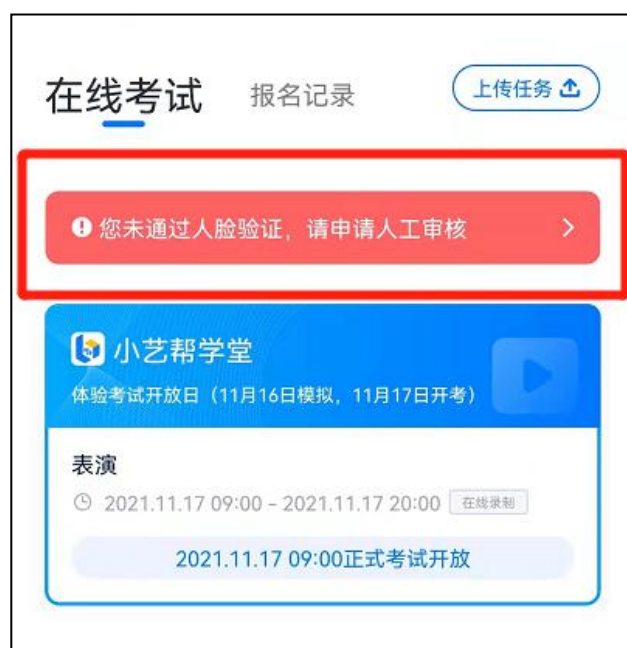 在线考试 报名记录 上传任务
您未通过人脸验证，请申请人工审核
小艺帮学堂
体验考试开放日（11月16日模拟，11月17日开考）
表演
2021.11.17 09:00 - 2021.11.17 20:00 在线录制
2021.11.17 09:00正式考试开放